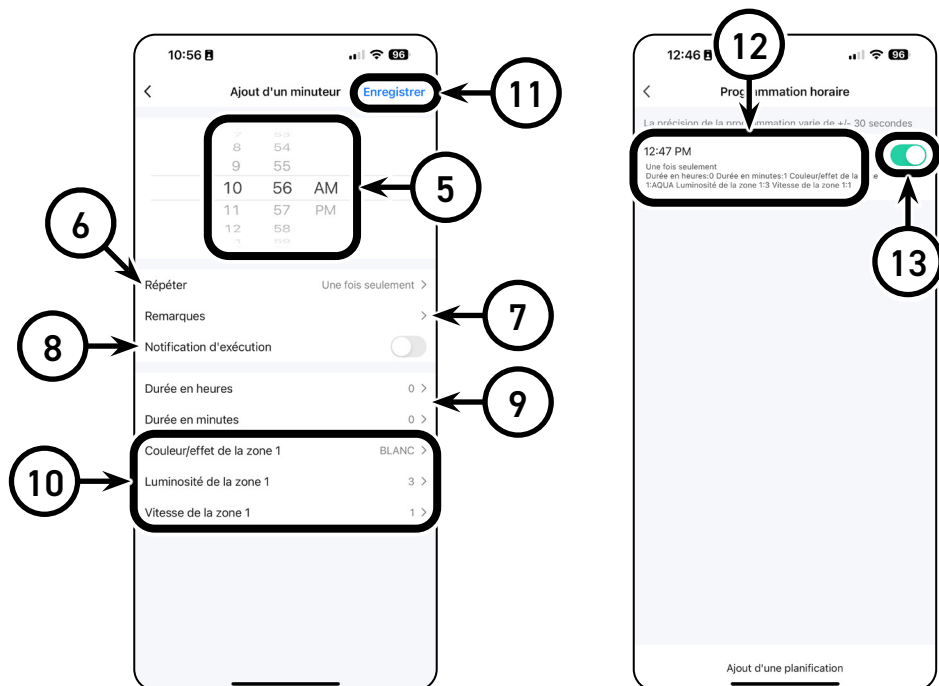 10:56
96
Ajout d'un minuteur
Enregistrer
11
7 53
8 54
9 55
10 56 AM
11 57 PM
12 58
1 59
5
6
Répéter
Une fois seulement
Remarques
7
8
Notification d'exécution
Durée en heures
0
9
Durée en minutes
0
10
Couleur/effet de la zone 1
BLANC
Luminosité de la zone 1
3
Vitesse de la zone 1
1
12
12:46
96
Programmation horaire
La précision de la programmation varie de +/- 30 secondes
12:47 PM
Une fois seulement
Durée en heures:0 Durée en minutes:1 Couleur/effet de la e
1:AQUA Luminosité de la zone 1:3 Vitesse de la zone 1:1
13
Ajout d'une planification